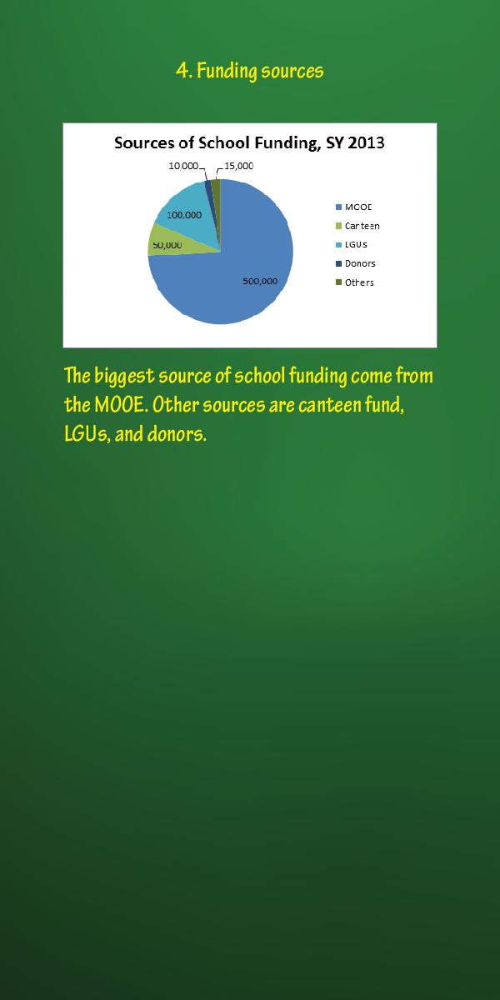 4. Funding sources
Sources of School Funding, SY 2013
10,000
15,000
100,000
50,000
500,000
MOOE
Canteen
LGUs
Donors
Others
The biggest source of school funding come from
the MOOE. Other sources are canteen fund,
LGUs, and donors.